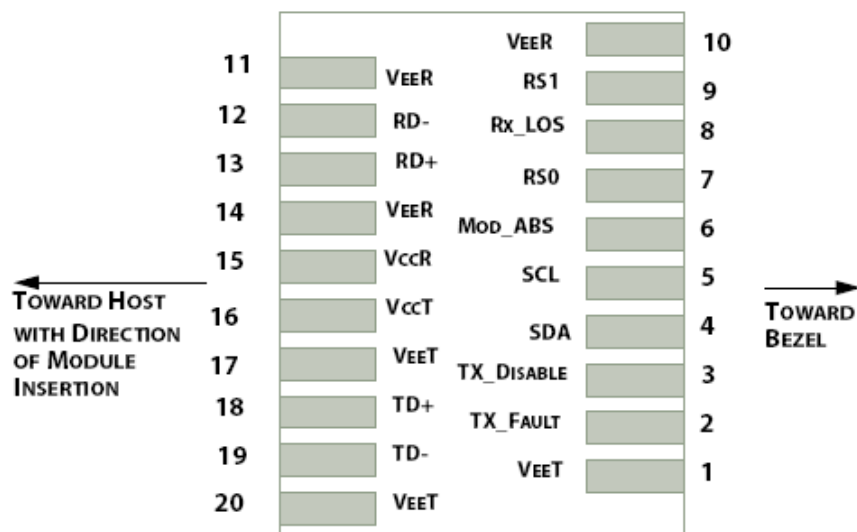 VEER 10
11 VEER
RS1 9
12 RD-
Rx_LOS 8
13 RD+
RS0 7
14 VEER
MOD_ABS 6
15 VccR
SCL 5
16 VccT
SDA 4
17 VEET
TX_DISABLE 3
18 TD+
TX_FAULT 2
19 TD-
VEET 1
20 VEET
TOWARD HOST
WITH DIRECTION
OF MODULE
INSERTION
TOWARD
BEZEL